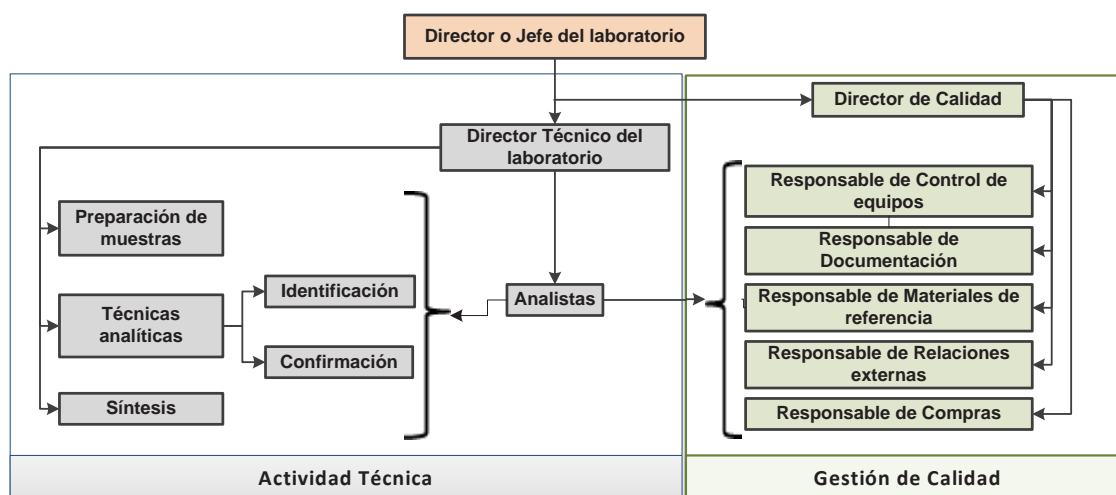 Director o Jefe del laboratorio
Director de Calidad
Director Técnico del
laboratorio
Responsable de Control de
equipos
Preparación de
muestras
Responsable de
Documentación
Identificación
Analistas
Responsable de Materiales de
referencia
Técnicas
analíticas
Confirmación
Responsable de Relaciones
externas
Síntesis
Responsable de Compras
Actividad Técnica
Gestión de Calidad